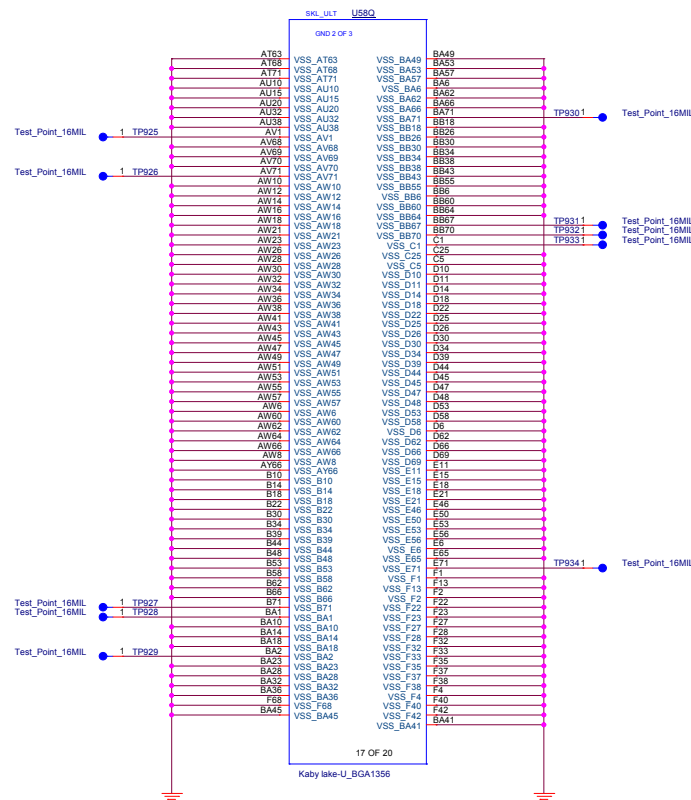 SKL_ULT U58Q
GND 2 OF 3
AT63 VSS_AT63 VSS_BA49 BA49
AT68 VSS_AT68 VSS_BA53 BA53
AT71 VSS_AT71 VSS_BA57 BA57
AU10 VSS_AU10 VSS_BA6 BA6
AU15 VSS_AU15 VSS_BA62 BA62
AU20 VSS_AU20 VSS_BA66 BA66
AU32 VSS_AU32 VSS_BA71 BA71 TP930 1 Test_Point_16MIL
AU38 VSS_AU38 VSS_BB18 BB18
Test_Point_16MIL 1 TP925 AV1 VSS_AV1 VSS_BB26 BB26
AV68 VSS_AV68 VSS_BB30 BB30
AV69 VSS_AV69 VSS_BB34 BB34
AV70 VSS_AV70 VSS_BB38 BB38
Test_Point_16MIL 1 TP926 AV71 VSS_AV71 VSS_BB43 BB43
AW10 VSS_AW10 VSS_BB55 BB55
AW12 VSS_AW12 VSS_BB6 BB6
AW14 VSS_AW14 VSS_BB60 BB60
AW16 VSS_AW16 VSS_BB64 BB64
AW18 VSS_AW18 VSS_BB67 BB67 TP931 1 Test_Point_16MIL
AW21 VSS_AW21 VSS_BB70 BB70 TP932 1 Test_Point_16MIL
AW23 VSS_AW23 VSS_C1 C1 TP933 1 Test_Point_16MIL
AW26 VSS_AW26 VSS_C25 C25
AW28 VSS_AW28 VSS_C5 C5
AW30 VSS_AW30 VSS_D10 D10
AW32 VSS_AW32 VSS_D11 D11
AW34 VSS_AW34 VSS_D14 D14
AW36 VSS_AW36 VSS_D18 D18
AW38 VSS_AW38 VSS_D22 D22
AW41 VSS_AW41 VSS_D25 D25
AW43 VSS_AW43 VSS_D26 D26
AW45 VSS_AW45 VSS_D30 D30
AW47 VSS_AW47 VSS_D34 D34
AW49 VSS_AW49 VSS_D39 D39
AW51 VSS_AW51 VSS_D44 D44
AW53 VSS_AW53 VSS_D45 D45
AW55 VSS_AW55 VSS_D47 D47
AW57 VSS_AW57 VSS_D48 D48
AW6 VSS_AW6 VSS_D53 D53
AW60 VSS_AW60 VSS_D58 D58
AW62 VSS_AW62 VSS_D6 D6
AW64 VSS_AW64 VSS_D62 D62
AW66 VSS_AW66 VSS_D66 D66
AW8 VSS_AW8 VSS_D69 D69
AY66 VSS_AY66 VSS_E11 E11
B10 VSS_B10 VSS_E15 E15
B14 VSS_B14 VSS_E18 E18
B18 VSS_B18 VSS_E21 E21
B22 VSS_B22 VSS_E46 E46
B30 VSS_B30 VSS_E50 E50
B34 VSS_B34 VSS_E53 E53
B39 VSS_B39 VSS_E56 E56
B44 VSS_B44 VSS_E6 E6
B48 VSS_B48 VSS_E65 E65
B53 VSS_B53 VSS_E71 E71 TP934 1 Test_Point_16MIL
B58 VSS_B58 VSS_F1 F1
B62 VSS_B62 VSS_F13 F13
B66 VSS_B66 VSS_F2 F2
Test_Point_16MIL 1 TP927 B71 VSS_B71 VSS_F22 F22
Test_Point_16MIL 1 TP928 BA1 VSS_BA1 VSS_F23 F23
BA10 VSS_BA10 VSS_F27 F27
BA14 VSS_BA14 VSS_F28 F28
BA18 VSS_BA18 VSS_F32 F32
Test_Point_16MIL 1 TP929 BA2 VSS_BA2 VSS_F33 F33
BA23 VSS_BA23 VSS_F35 F35
BA28 VSS_BA28 VSS_F37 F37
BA32 VSS_BA32 VSS_F38 F38
BA36 VSS_BA36 VSS_F4 F4
F68 VSS_F68 VSS_F40 F40
BA45 VSS_BA45 VSS_F42 F42
VSS_BA41 BA41
17 OF 20
Kaby lake-U_BGA1356